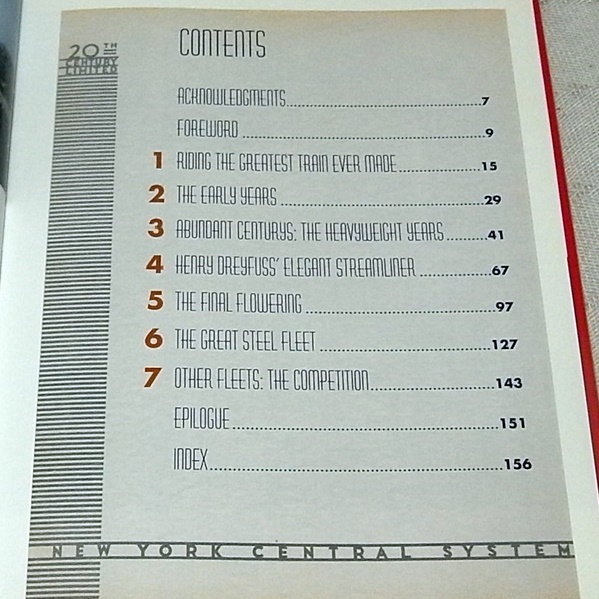 20TH
CENTURY
LIMITED
CONTENTS
ACKNOWLEDGMENTS..............................7
FOREWORD..............................9
1 RIDING THE GREATEST TRAIN EVER MADE..............15
2 THE EARLY YEARS..............................29
3 ABUNDANT CENTURYS: THE HEAVYWEIGHT YEARS..........41
4 HENRY DREYFUSS' ELEGANT STREAMLINER..............67
5 THE FINAL FLOWERING..............................97
6 THE GREAT STEEL FLEET..............................127
7 OTHER FLEETS: THE COMPETITION....................143
EPILOGUE..............................151
INDEX..............................156
NEW YORK CENTRAL SYSTEM